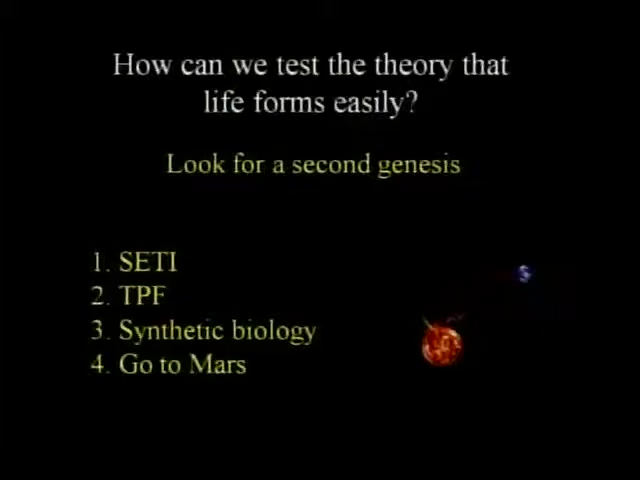 How can we test the theory that
life forms easily?
Look for a second genesis
1. SETI
2. TPF
3. Synthetic biology
4. Go to Mars